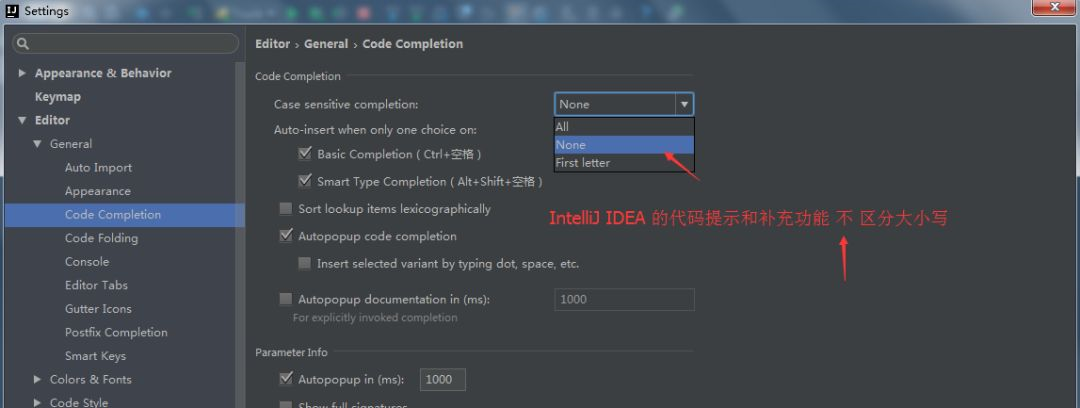 Settings
Editor › General › Code Completion
Appearance & Behavior
Keymap
Editor
General
Auto Import
Appearance
Code Completion
Code Folding
Console
Editor Tabs
Gutter Icons
Postfix Completion
Smart Keys
Colors & Fonts
Code Style
Code Completion
Case sensitive completion:
None
All
None
First letter
Auto-insert when only one choice on:
Basic Completion ( Ctrl+空格 )
Smart Type Completion ( Alt+Shift+空格 )
Sort lookup items lexicographically
Autopopup code completion
Insert selected variant by typing dot, space, etc.
IntelliJ IDEA 的代码提示和补充功能 不 区分大小写
Autopopup documentation in (ms):
1000
For explicitly invoked completion
Parameter Info
Autopopup in (ms):
1000
Show full signatures